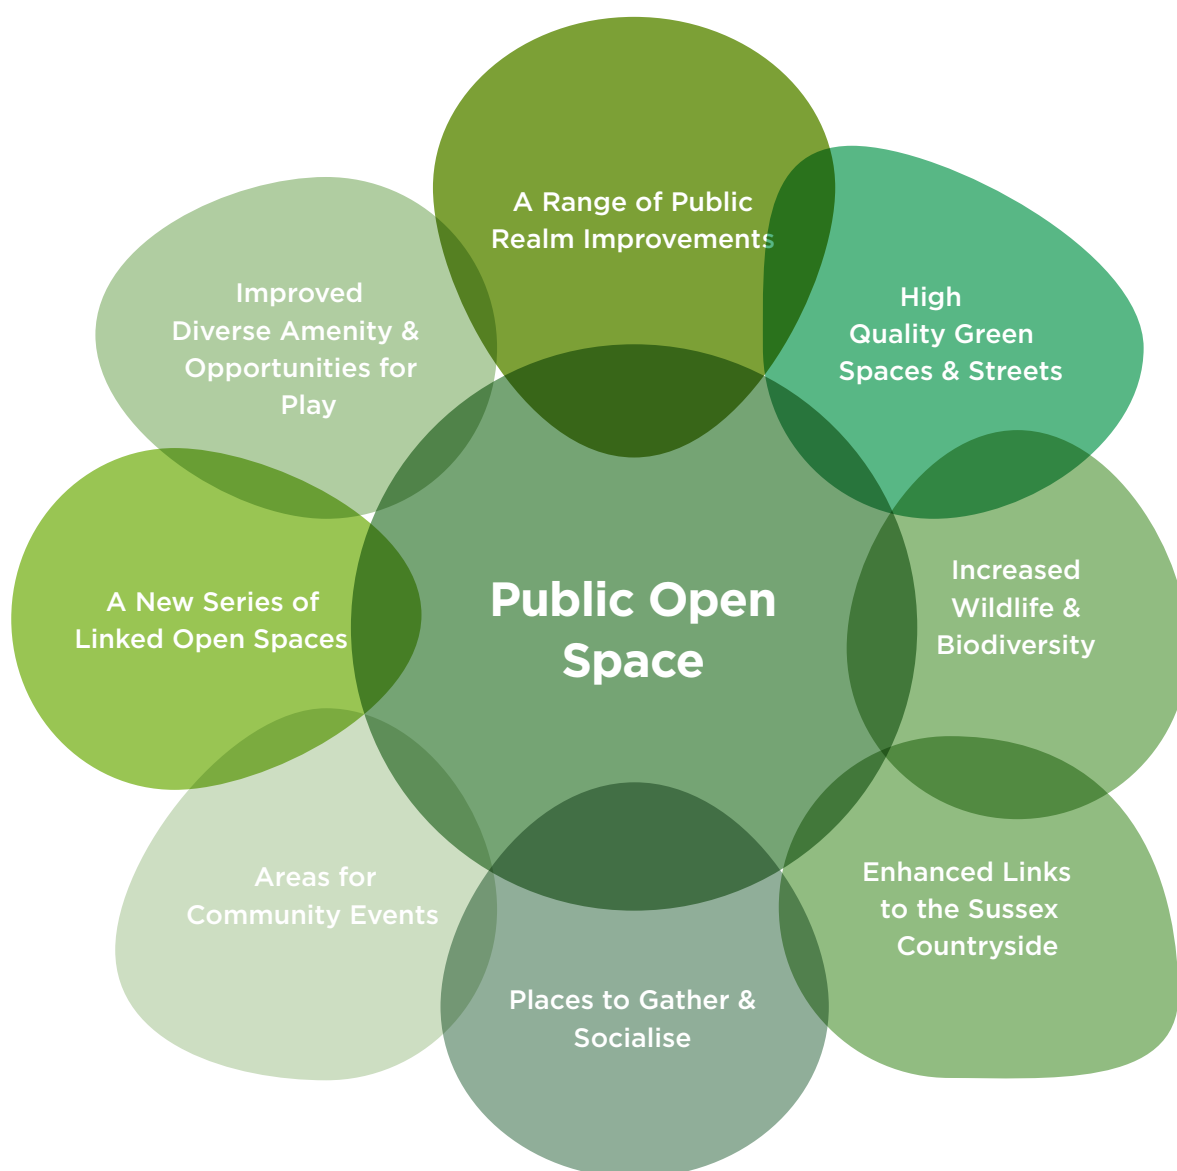 A Range of Public
Realm Improvements
High
Quality Green
Spaces & Streets
Improved
Diverse Amenity &
Opportunities for
Play
Increased
Wildlife &
Biodiversity
Public Open
Space
A New Series of
Linked Open Spaces
Enhanced Links
to the Sussex
Countryside
Areas for
Community Events
Places to Gather &
Socialise